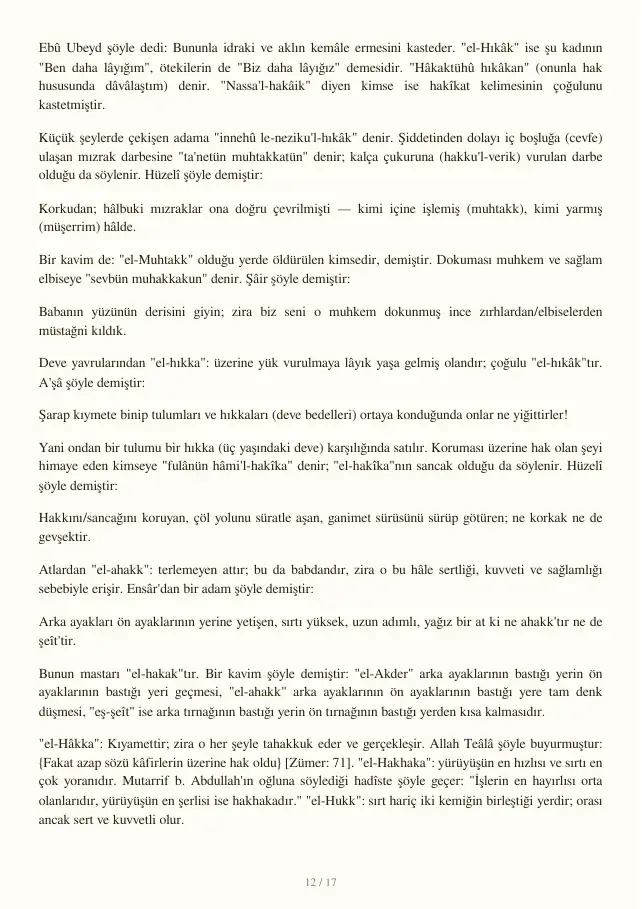 Ebû Ubeyd şöyle dedi: Bununla idraki ve aklın kemâle ermesini kasteder. "el-Hıkâk" ise şu kadının
"Ben daha lâyığım", ötekilerin de "Biz daha lâyığız" demesidir. "Hâkaktühû hıkâkan" (onunla hak
hususunda dâvâlaştım) denir. "Nassa'l-hakâik" diyen kimse ise hakîkat kelimesinin çoğulunu
kastetmiştir.
Küçük şeylerde çekişen adama "innehû le-neziku'l-hıkâk" denir. Şiddetinden dolayı iç boşluğa (cevfe)
ulaşan mızrak darbesine "ta'netün muhtakkatün" denir; kalça çukuruna (hakku'l-verik) vurulan darbe
olduğu da söylenir. Hüzelî şöyle demiştir:
Korkudan; hâlbuki mızraklar ona doğru çevrilmişti — kimi içine işlemiş (muhtakk), kimi yarmış
(müşerrim) hâlde.
Bir kavim de: "el-Muhtakk" olduğu yerde öldürülen kimsedir, demiştir. Dokuması muhkem ve sağlam
elbiseye "sevbün muhakkakun" denir. Şâir şöyle demiştir:
Babanın yüzünün derisini giyin; zira biz seni o muhkem dokunmuş ince zırhlardan/elbiselerden
müstağni kıldık.
Deve yavrularından "el-hıkka": üzerine yük vurulmaya lâyık yaşa gelmiş olandır; çoğulu "el-hıkâk"tır.
A'şâ şöyle demiştir:
Şarap kıymete binip tulumları ve hıkkaları (deve bedelleri) ortaya konduğunda onlar ne yiğittirler!
Yani ondan bir tulumu bir hıkka (üç yaşındaki deve) karşılığında satılır. Koruması üzerine hak olan şeyi
himaye eden kimseye "fulânün hâmi'l-hakîka" denir; "el-hakîka"nın sancak olduğu da söylenir. Hüzelî
şöyle demiştir:
Hakkını/sancağını koruyan, çöl yolunu süratle aşan, ganimet sürüsünü sürüp götüren; ne korkak ne de
gevşektir.
Atlardan "el-ahakk": terlemeyen attır; bu da babdandır, zira o bu hâle sertliği, kuvveti ve sağlamlığı
sebebiyle erişir. Ensâr'dan bir adam şöyle demiştir:
Arka ayakları ön ayaklarının yerine yetişen, sırtı yüksek, uzun adımlı, yağız bir at ki ne ahakk'tır ne de
şeît'tir.
Bunun mastarı "el-hakak"tır. Bir kavim şöyle demiştir: "el-Akder" arka ayaklarının bastığı yerin ön
ayaklarının bastığı yeri geçmesi, "el-ahakk" arka ayaklarının ön ayaklarının bastığı yere tam denk
düşmesi, "eş-şeît" ise arka tırnağının bastığı yerin ön tırnağının bastığı yerden kısa kalmasıdır.
"el-Hâkka": Kıyamettir; zira o her şeyle tahakkuk eder ve gerçekleşir. Allah Teâlâ şöyle buyurmuştur:
{Fakat azap sözü kâfirlerin üzerine hak oldu} [Zümer: 71]. "el-Hakhaka": yürüyüşün en hızlısı ve sırtı en
çok yoranıdır. Mutarrif b. Abdullah'ın oğluna söylediği hadîste şöyle geçer: "İşlerin en hayırlısı orta
olanlarıdır, yürüyüşün en şerlisi ise hakhakadır." "el-Hukk": sırt hariç iki kemiğin birleştiği yerdir; orası
ancak sert ve kuvvetli olur.
12 / 17